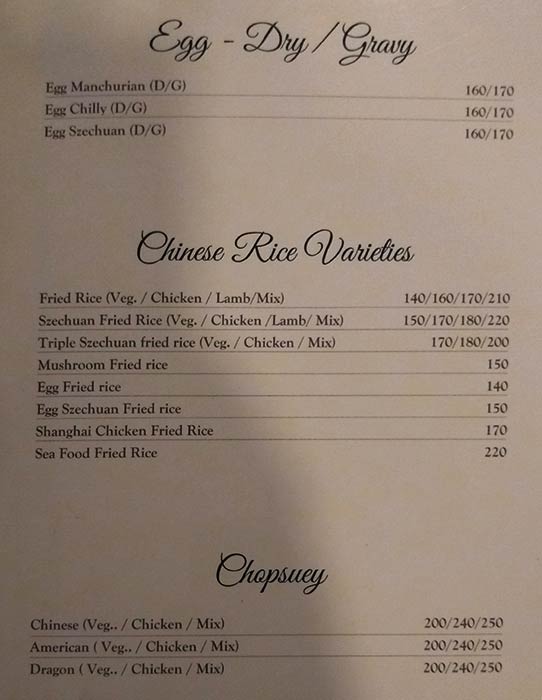 Egg - Dry / Gravy
Egg Manchurian (D/G) 160/170
Egg Chilly (D/G) 160/170
Egg Szechuan (D/G) 160/170
Chinese Rice Varieties
Fried Rice (Veg. / Chicken / Lamb/Mix) 140/160/170/210
Szechuan Fried Rice (Veg. / Chicken /Lamb/ Mix) 150/170/180/220
Triple Szechuan fried rice (Veg. / Chicken / Mix) 170/180/200
Mushroom Fried rice 150
Egg Fried rice 140
Egg Szechuan Fried rice 150
Shanghai Chicken Fried Rice 170
Sea Food Fried Rice 220
Chopsuey
Chinese (Veg.. / Chicken / Mix) 200/240/250
American ( Veg.. / Chicken / Mix) 200/240/250
Dragon ( Veg.. / Chicken / Mix) 200/240/250